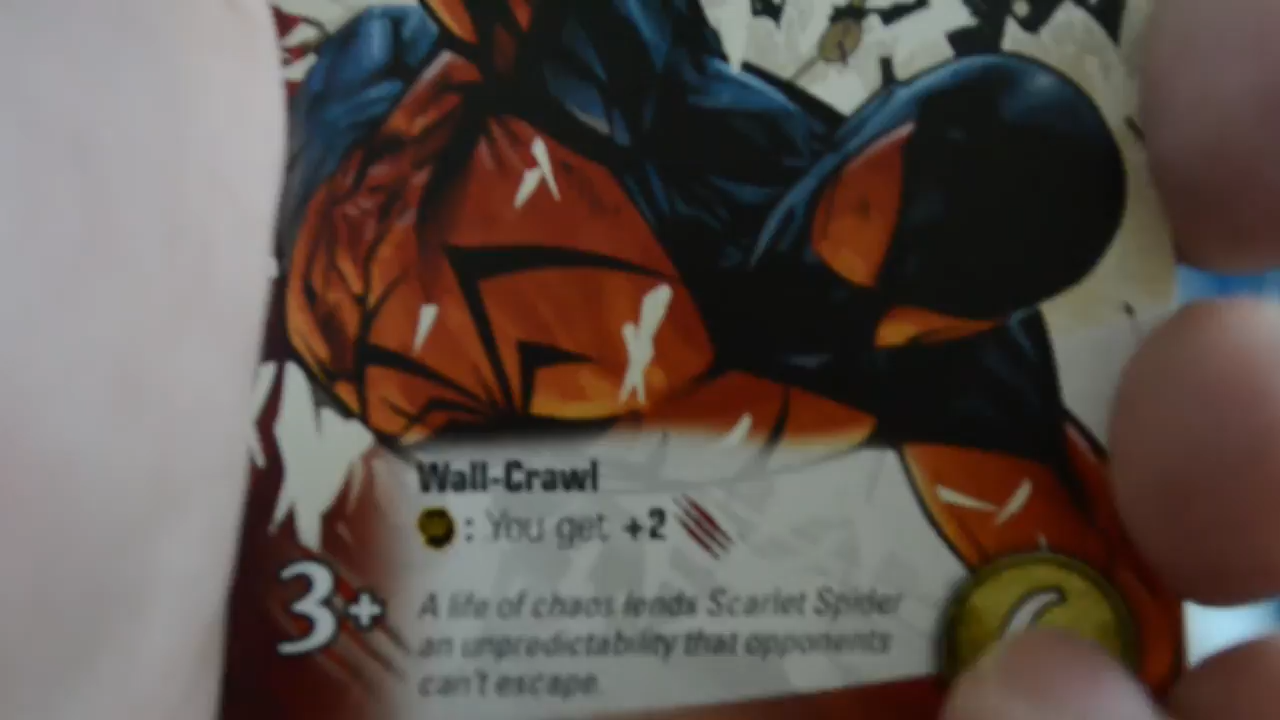 Wall-Crawl
: You get +2
3+
A life of chaos lends Scarlet Spider
an unpredictability that opponents
can't escape.